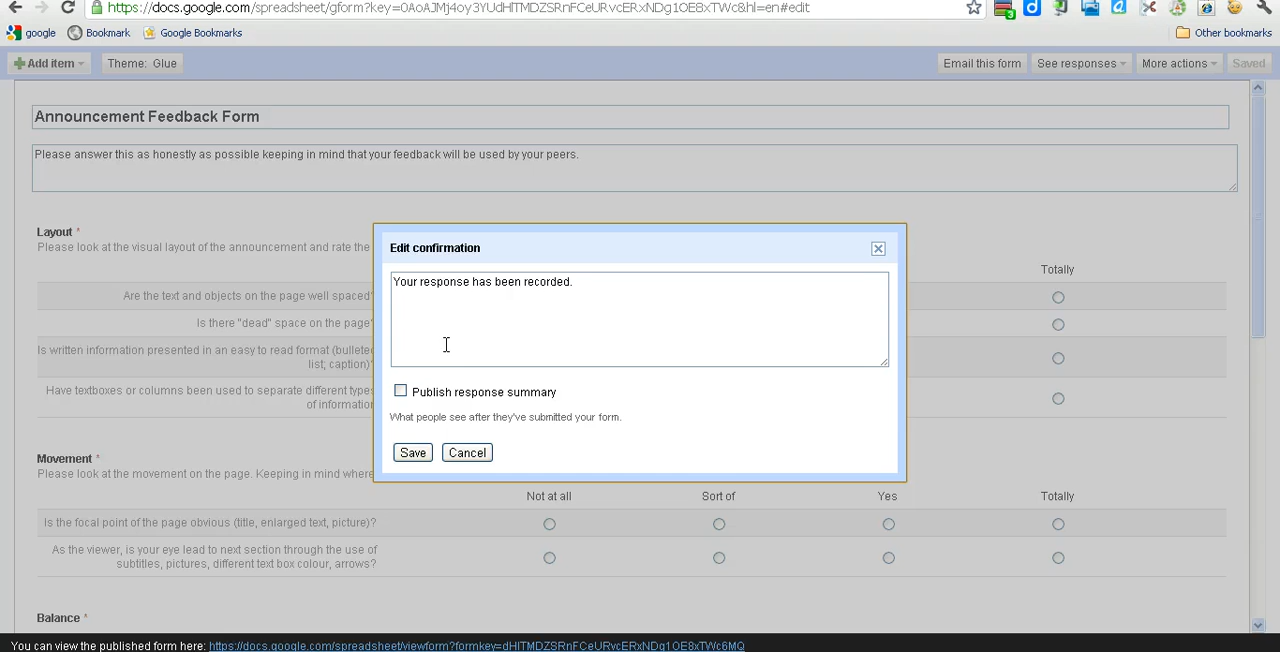 https://docs.google.com/spreadsheet/gform?key=0AoAJMj4oy3YUdHlTMDZSRnFCeURvcERxNDg1OE8xTWc&hl=en#edit
google Bookmark Google Bookmarks Other bookmarks
Add item Theme: Glue Email this form See responses More actions Saved
Announcement Feedback Form
Please answer this as honestly as possible keeping in mind that your feedback will be used by your peers.
Layout *
Please look at the visual layout of the announcement and rate the
Totally
Are the text and objects on the page well spaced?
Is there "dead" space on the page?
Is written information presented in an easy to read format (bulleted
list; caption)?
Have textboxes or columns been used to separate different types
of information
Edit confirmation
Your response has been recorded.
Publish response summary
What people see after they've submitted your form.
Save Cancel
Movement *
Please look at the movement on the page. Keeping in mind where
Not at all Sort of Yes Totally
Is the focal point of the page obvious (title, enlarged text, picture)?
As the viewer, is your eye lead to next section through the use of
subtitles, pictures, different text box colour, arrows?
Balance *
You can view the published form here: https://docs.google.com/spreadsheet/viewform?formkey=dHlTMDZSRnFCeURvcERxNDg1OE8xTWc6MQ